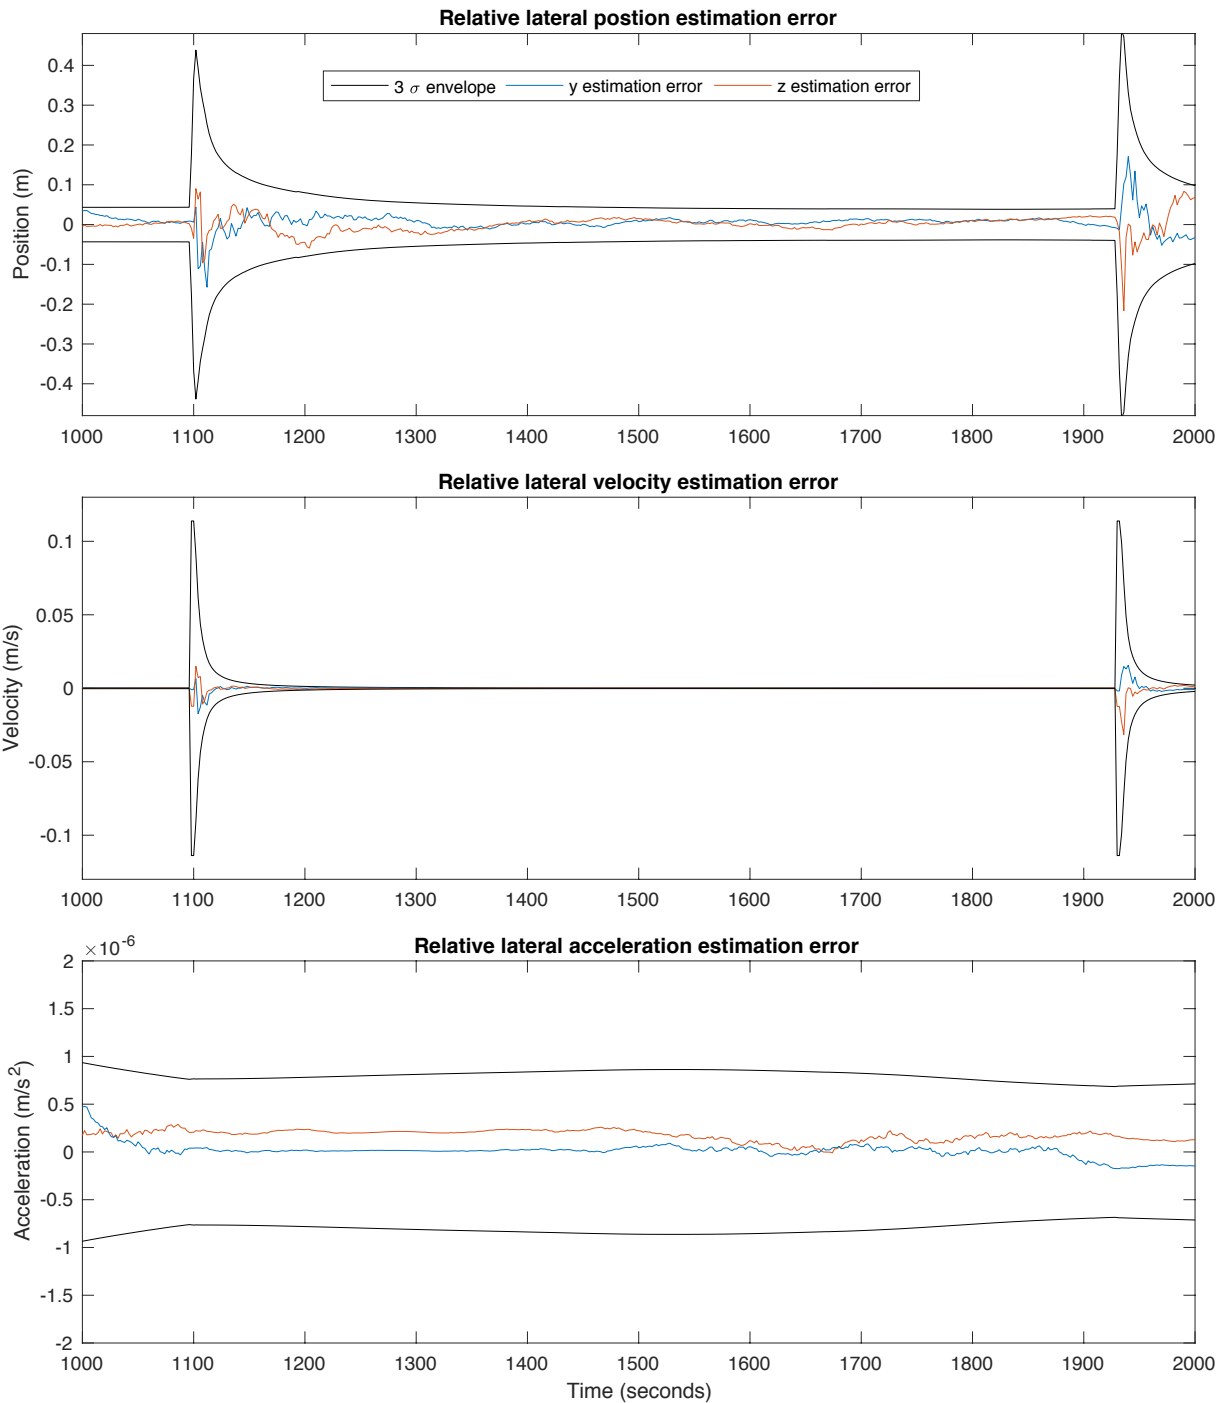 Relative lateral postion estimation error
0.4
0.3
0.2
0.1
0
-0.1
-0.2
-0.3
-0.4
Position (m)
3 σ envelope y estimation error z estimation error
1000 1100 1200 1300 1400 1500 1600 1700 1800 1900 2000
Relative lateral velocity estimation error
0.1
0.05
0
-0.05
-0.1
Velocity (m/s)
1000 1100 1200 1300 1400 1500 1600 1700 1800 1900 2000
×10⁻⁶
Relative lateral acceleration estimation error
2
1.5
1
0.5
0
-0.5
-1
-1.5
-2
Acceleration (m/s²)
1000 1100 1200 1300 1400 1500 1600 1700 1800 1900 2000
Time (seconds)